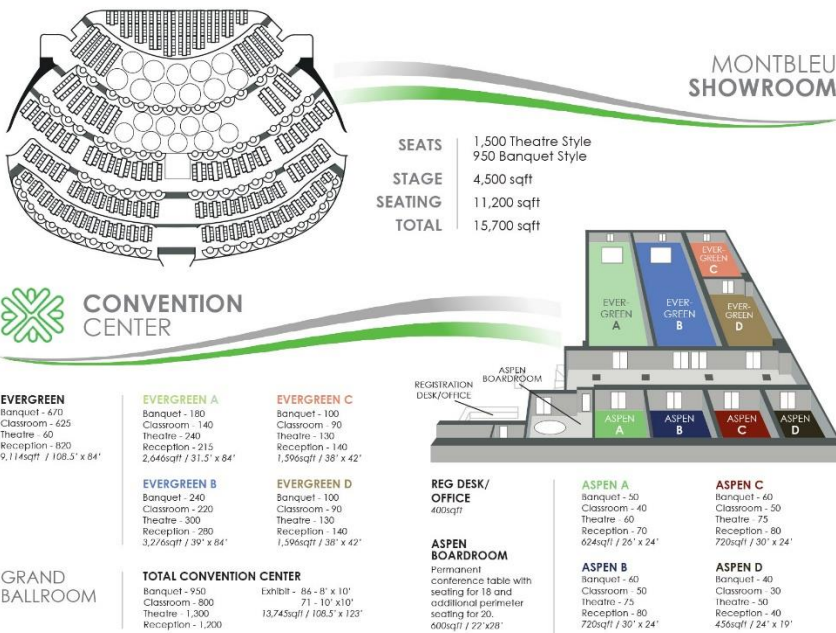 MONTBLEU
SHOWROOM
SEATS 1,500 Theatre Style
950 Banquet Style
STAGE 4,500 sqft
SEATING 11,200 sqft
TOTAL 15,700 sqft
CONVENTION
CENTER
EVER-
GREEN
A
EVER-
GREEN
B
EVER-
GREEN
C
EVER-
GREEN
D
REGISTRATION
DESK/OFFICE
ASPEN
BOARDROOM
ASPEN
A
ASPEN
B
ASPEN
C
ASPEN
D
EVERGREEN
Banquet - 670
Classroom - 625
Theatre - 60
Reception - 820
9,114sqft / 108.5' x 84'
EVERGREEN A
Banquet - 180
Classroom - 140
Theatre - 240
Reception - 215
2,646sqft / 31.5' x 84'
EVERGREEN C
Banquet - 100
Classroom - 90
Theatre - 130
Reception - 140
1,596sqft / 38' x 42'
EVERGREEN B
Banquet - 240
Classroom - 220
Theatre - 300
Reception - 280
3,276sqft / 39' x 84'
EVERGREEN D
Banquet - 100
Classroom - 90
Theatre - 130
Reception - 140
1,596sqft / 38' x 42'
GRAND
BALLROOM
TOTAL CONVENTION CENTER
Banquet - 950
Classroom - 800
Theatre - 1,300
Reception - 1,200
Exhibit - 86 - 8' x 10'
71 - 10' x10'
13,745sqft / 108.5' x 123'
REG DESK/
OFFICE
400sqft
ASPEN
BOARDROOM
Permanent
conference table with
seating for 18 and
additional perimeter
seating for 20.
600sqft / 22'x28'
ASPEN A
Banquet - 50
Classroom - 40
Theatre - 60
Reception - 70
624sqft / 26' x 24'
ASPEN C
Banquet - 60
Classroom - 50
Theatre - 75
Reception - 80
720sqft / 30' x 24'
ASPEN B
Banquet - 60
Classroom - 50
Theatre - 75
Reception - 80
720sqft / 30' x 24'
ASPEN D
Banquet - 40
Classroom - 30
Theatre - 50
Reception - 40
456sqft / 24' x 19'